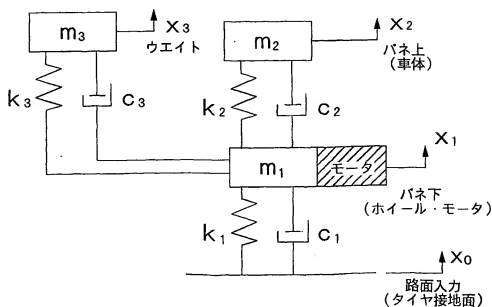 m₃
X₃
ウエイト
m₂
X₂
バネ上
(車体)
k₃
c₃
k₂
c₂
m₁
モータ
X₁
バネ下
(ホイール・モータ)
k₁
c₁
X₀
路面入力
(タイヤ接地面)